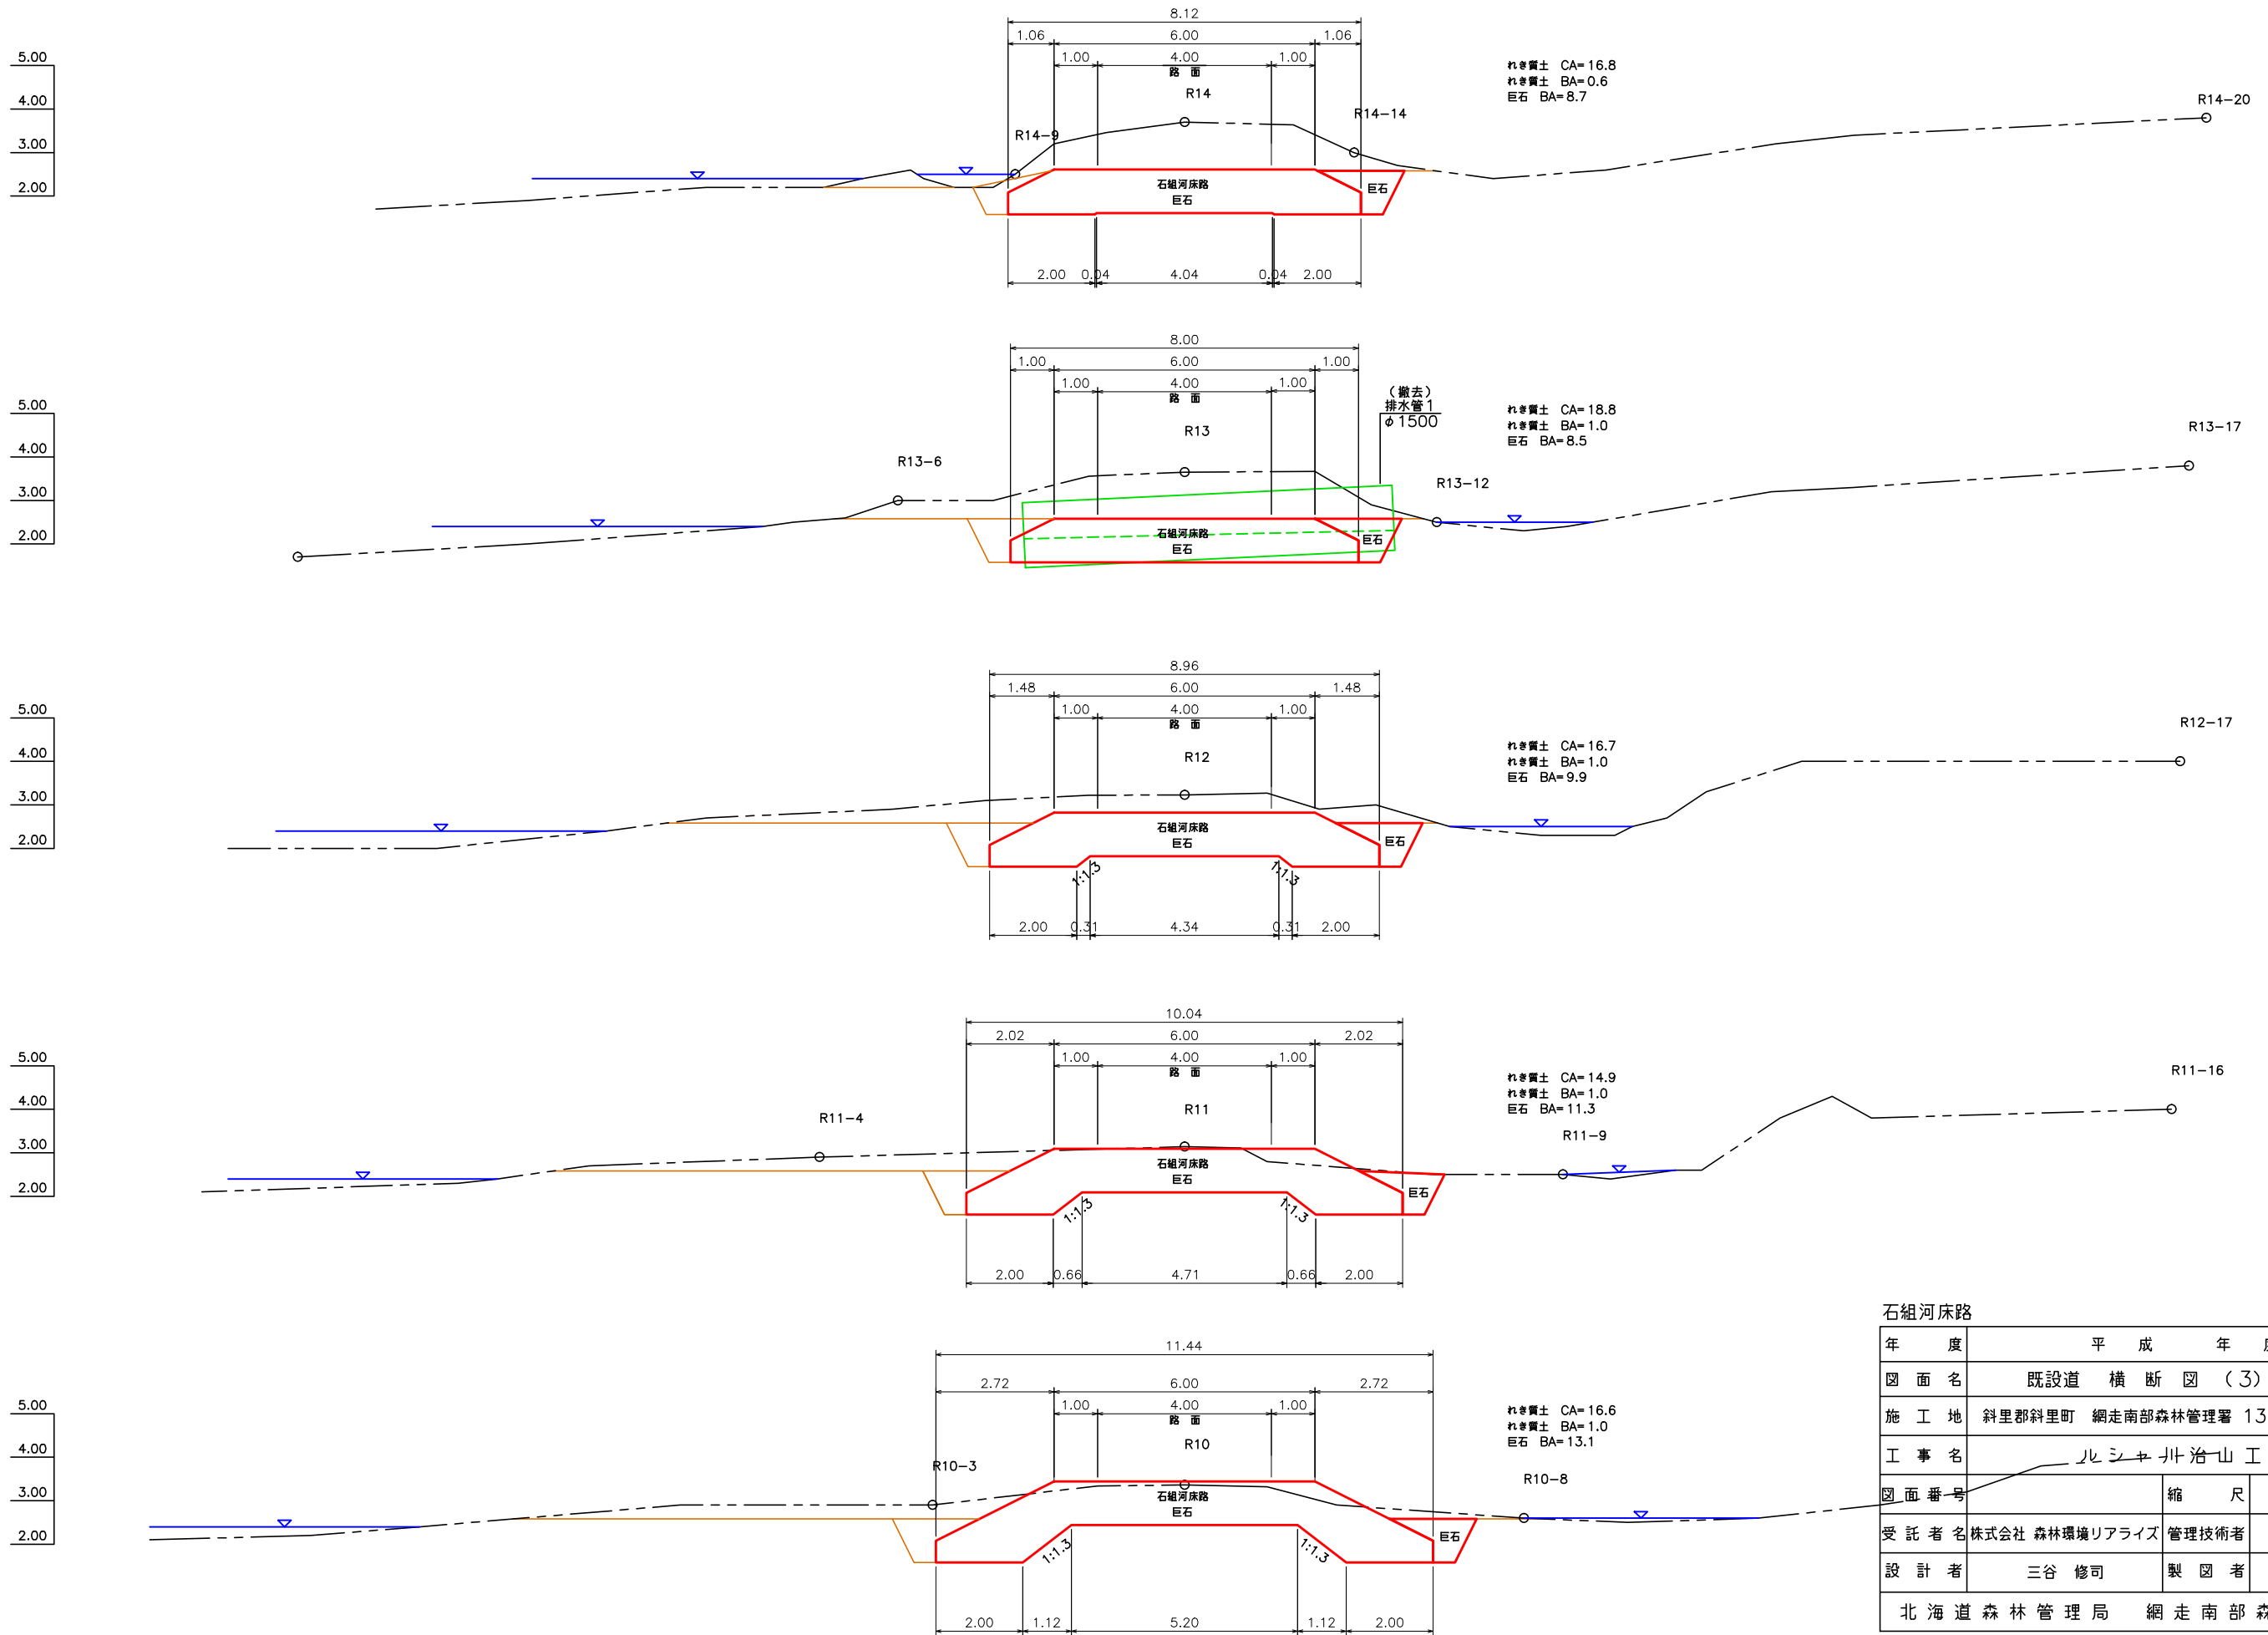 8.12
1.06 6.00 1.06
1.00 4.00 1.00
路 面
R14
R14-9
R14-14
R14-20
5.00
4.00
3.00
2.00
れき質土 CA=16.8
れき質土 BA=0.6
巨石 BA=8.7
石組河床路
巨石
巨石
2.00 0.04 4.04 0.04 2.00
8.00
1.00 6.00 1.00
1.00 4.00 1.00
路 面
R13
R13-6
R13-12
R13-17
(撤去)
排水管1
φ1500
5.00
4.00
3.00
2.00
れき質土 CA=18.8
れき質土 BA=1.0
巨石 BA=8.5
石組河床路
巨石
巨石
8.96
1.48 6.00 1.48
1.00 4.00 1.00
路 面
R12
R12-17
5.00
4.00
3.00
2.00
れき質土 CA=16.7
れき質土 BA=1.0
巨石 BA=9.9
石組河床路
巨石
巨石
1:1.3 1:1.3
2.00 0.31 4.34 0.31 2.00
10.04
2.02 6.00 2.02
1.00 4.00 1.00
路 面
R11
R11-4
R11-9
R11-16
5.00
4.00
3.00
2.00
れき質土 CA=14.9
れき質土 BA=1.0
巨石 BA=11.3
石組河床路
巨石
巨石
1:1.3 1:1.3
2.00 0.66 4.71 0.66 2.00
11.44
2.72 6.00 2.72
1.00 4.00 1.00
路 面
R10
R10-3
R10-8
5.00
4.00
3.00
2.00
れき質土 CA=16.6
れき質土 BA=1.0
巨石 BA=13.1
石組河床路
巨石
巨石
1:1.3 1:1.3
2.00 1.12 5.20 1.12 2.00
石組河床路
年 度 平 成 年
図 面 名 既設道 横 断 図 (3)
施 工 地 斜里郡斜里町 網走南部森林管理署 13
工 事 名 ルシャ川治山工
図 面 番 号 縮 尺
受 託 者 名 株式会社 森林環境リアライズ 管理技術者
設 計 者 三谷 修司 製 図 者
北 海 道 森 林 管 理 局 網 走 南 部 森